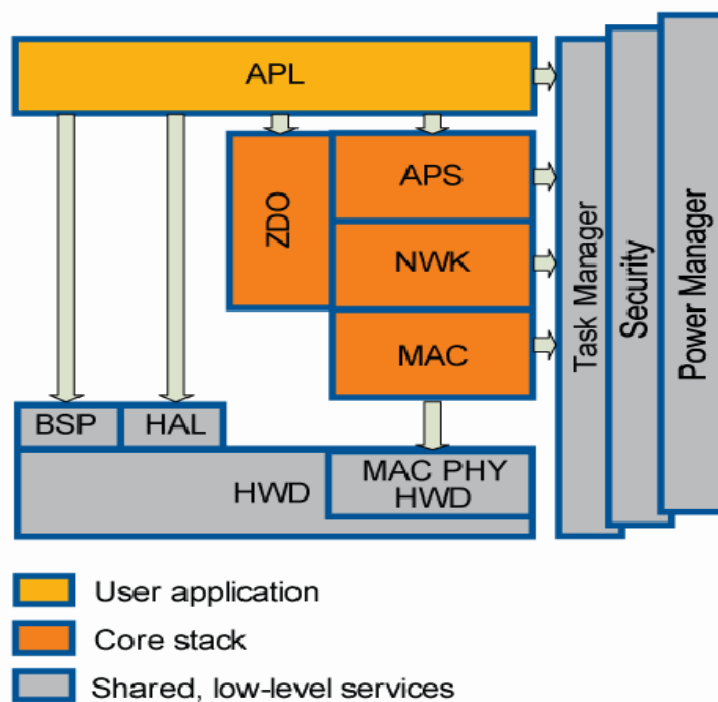 APL
ZDO
APS
NWK
MAC
Task Manager
Security
Power Manager
BSP
HAL
HWD
MAC PHY
HWD
User application
Core stack
Shared, low-level services